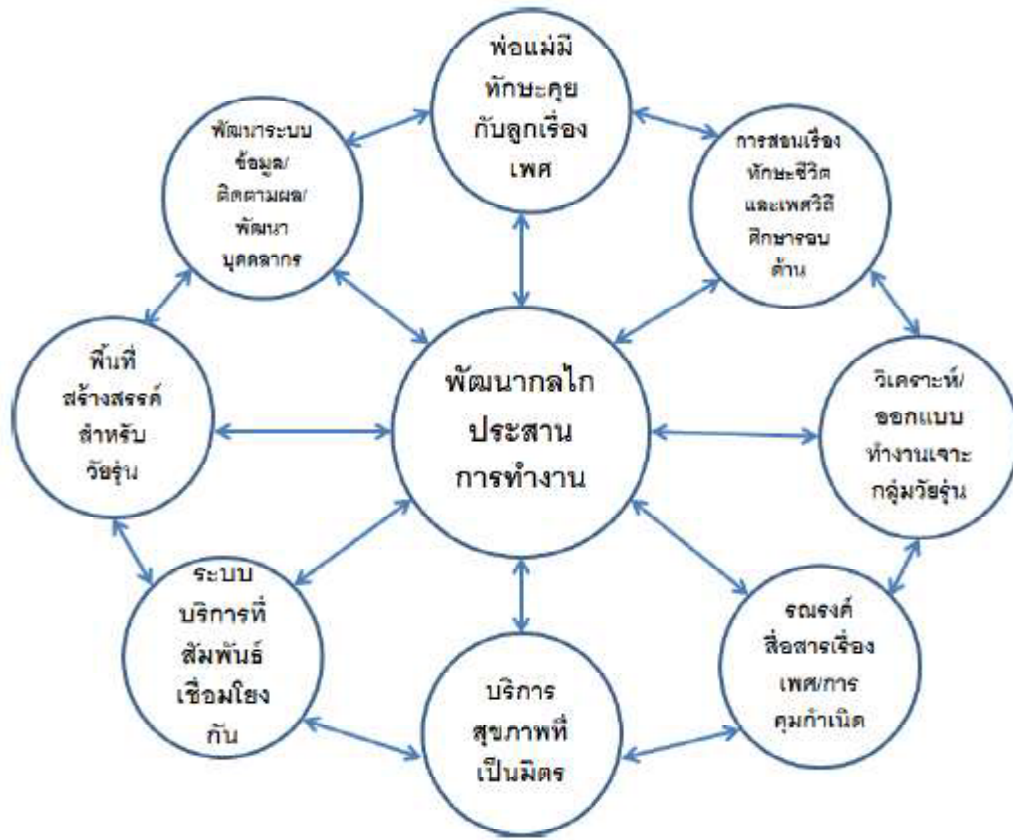 พ่อแม่มี
ทักษะคุย
กับลูกเรื่อง
เพศ
พัฒนาระบบ
ข้อมูล/
ติดตามผล/
พัฒนา
บุคคลากร
การสอนเรื่อง
ทักษะชีวิต
และเพศวิถี
ศึกษารอบ
ด้าน
พื้นที่
สร้างสรรค์
สำหรับ
วัยรุ่น
พัฒนากลไก
ประสาน
การทำงาน
วิเคราะห์/
ออกแบบ
ทำงานเจาะ
กลุ่มวัยรุ่น
ระบบ
บริการที่
สัมพันธ์
เชื่อมโยง
กัน
บริการ
สุขภาพที่
เป็นมิตร
รณรงค์
สื่อสารเรื่อง
เพศ/การ
คุมกำเนิด